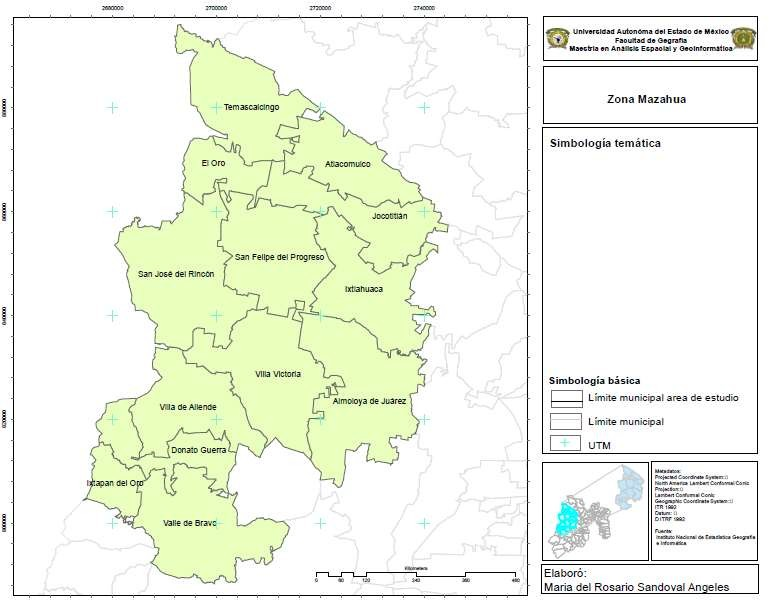 2680000 2700000 2720000 2740000
Universidad Autónoma del Estado de México
Facultad de Gegrafía
Maestría en Análisis Espacial y Geoinformática
Zona Mazahua
Simbología temática
Temascalcingo
El Oro
Atlacomulco
Jocotitlán
San Felipe del Progreso
San José del Rincón
Ixtlahuaca
Villa Victoria
Villa de Allende
Almoloya de Juárez
Donato Guerra
Ixtapan del Oro
Valle de Bravo
Simbología básica
Límite municipal area de estudio
Límite municipal
UTM
Metadatos:
Projected Coordinate System:
North America Lambert Conformal Conic
Projection:
Lambert Conformal Conic
Geographic Coordinate System:
ITR 1992
Datum:
D ITRF 1992
Fuente:
Instituto Nacional de Estadística Geografía
e Informática
Kilometers
0 60 120 240 360 480
Elaboró:
Maria del Rosario Sandoval Angeles